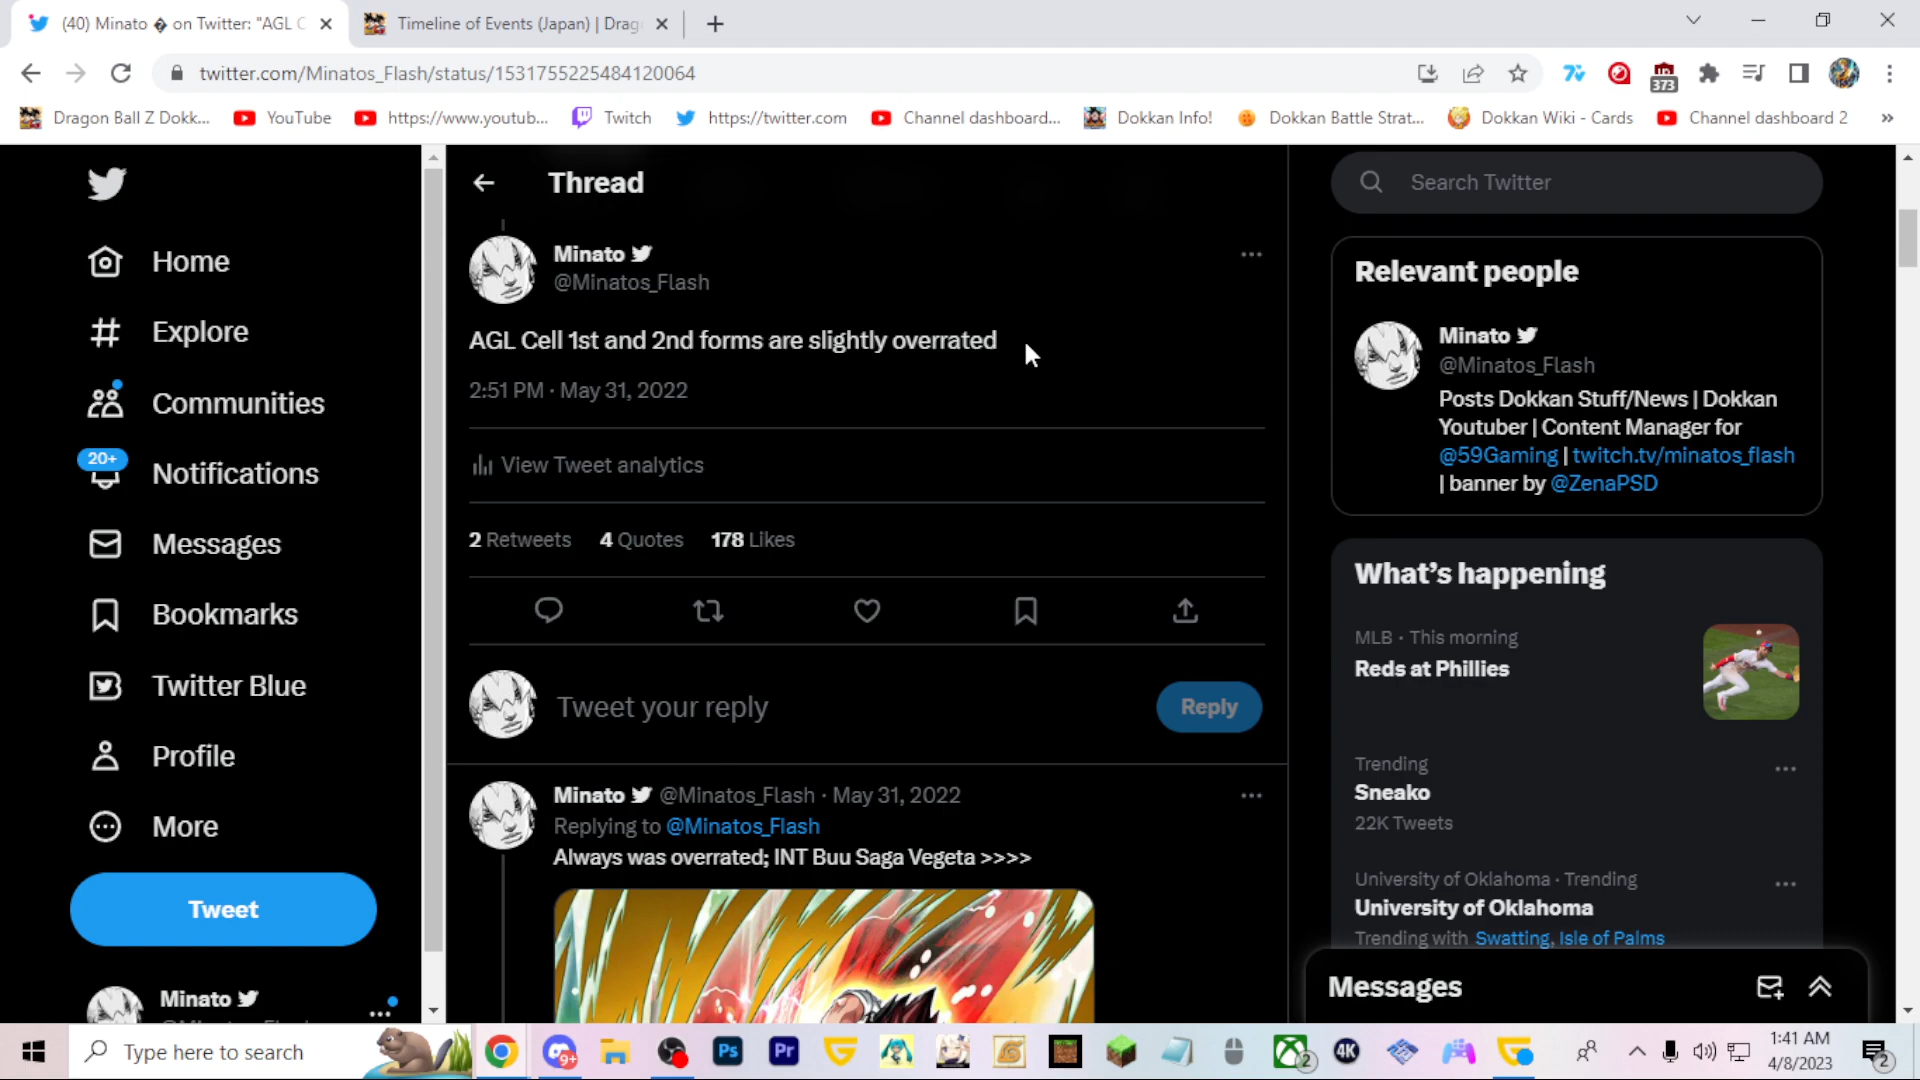 (40) Minato � on Twitter: "AGL C
Timeline of Events (Japan) | Drag
twitter.com/Minatos_Flash/status/1531755225484120064
373
Dragon Ball Z Dokk...
YouTube
https://www.youtub...
Twitch
https://twitter.com
Channel dashboard...
Dokkan Info!
Dokkan Battle Strat...
Dokkan Wiki - Cards
Channel dashboard 2
Home
Explore
Communities
20+
Notifications
Messages
Bookmarks
Twitter Blue
Profile
More
Tweet
Minato
Thread
Minato
@Minatos_Flash
AGL Cell 1st and 2nd forms are slightly overrated
2:51 PM · May 31, 2022
View Tweet analytics
2 Retweets 4 Quotes 178 Likes
Tweet your reply
Reply
Minato @Minatos_Flash · May 31, 2022
Replying to @Minatos_Flash
Always was overrated; INT Buu Saga Vegeta >>>>
Search Twitter
Relevant people
Minato
@Minatos_Flash
Posts Dokkan Stuff/News | Dokkan
Youtuber | Content Manager for
@59Gaming | twitch.tv/minatos_flash
| banner by @ZenaPSD
What's happening
MLB · This morning
Reds at Phillies
Trending
Sneako
22K Tweets
University of Oklahoma · Trending
University of Oklahoma
Trending with Swatting, Isle of Palms
Messages
Type here to search
9+
Ps
Pr
2
4K
1:41 AM
4/8/2023
2